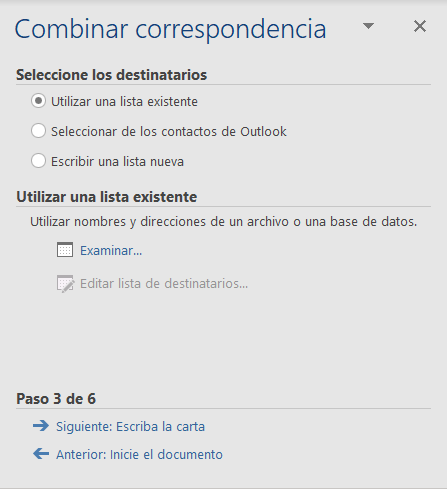 Combinar correspondencia
Seleccione los destinatarios
Utilizar una lista existente
Seleccionar de los contactos de Outlook
Escribir una lista nueva
Utilizar una lista existente
Utilizar nombres y direcciones de un archivo o una base de datos.
Examinar...
Editar lista de destinatarios...
Paso 3 de 6
Siguiente: Escriba la carta
Anterior: Inicie el documento